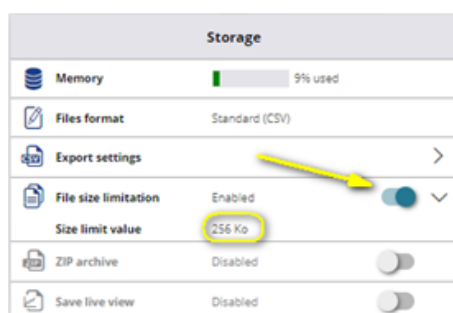 Storage
Memory 9% used
Files format Standard (CSV)
Export settings
File size limitation Enabled
Size limit value 256 Ko
ZIP archive Disabled
Save live view Disabled